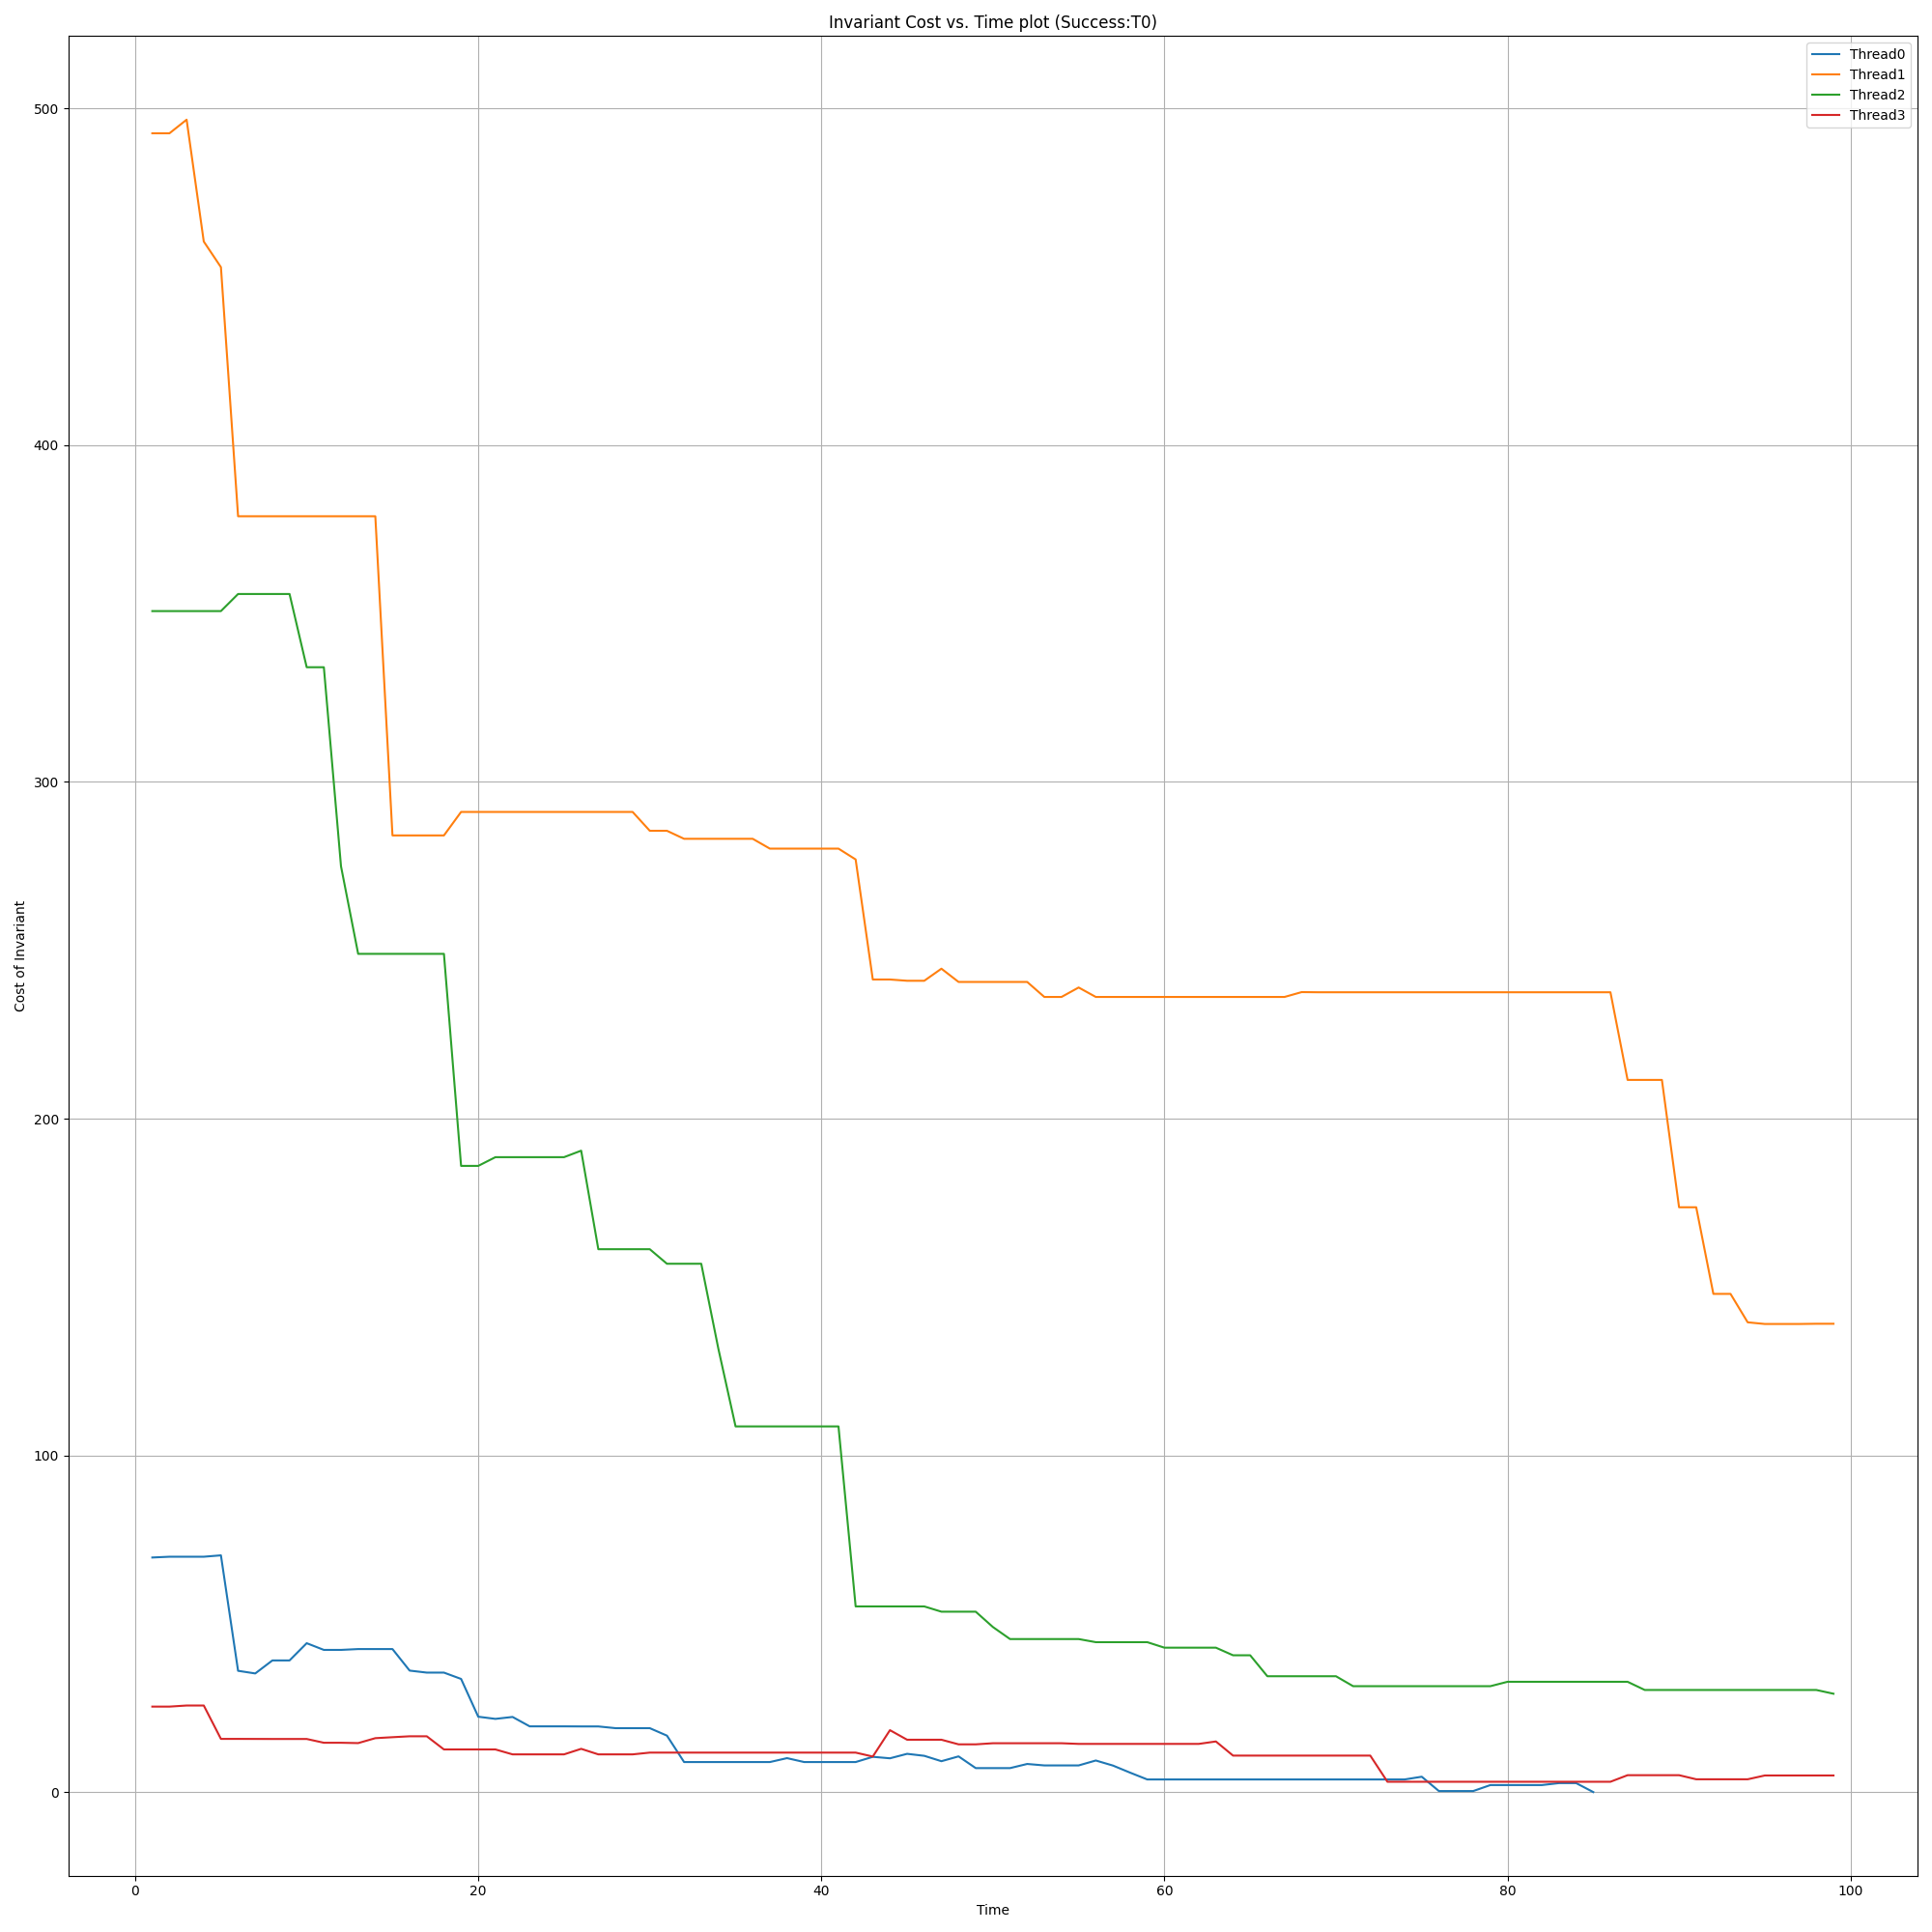 Invariant Cost vs. Time plot (Success:T0)
Thread0
Thread1
Thread2
Thread3
Cost of Invariant
500
400
300
200
100
0
0 20 40 60 80 100
Time